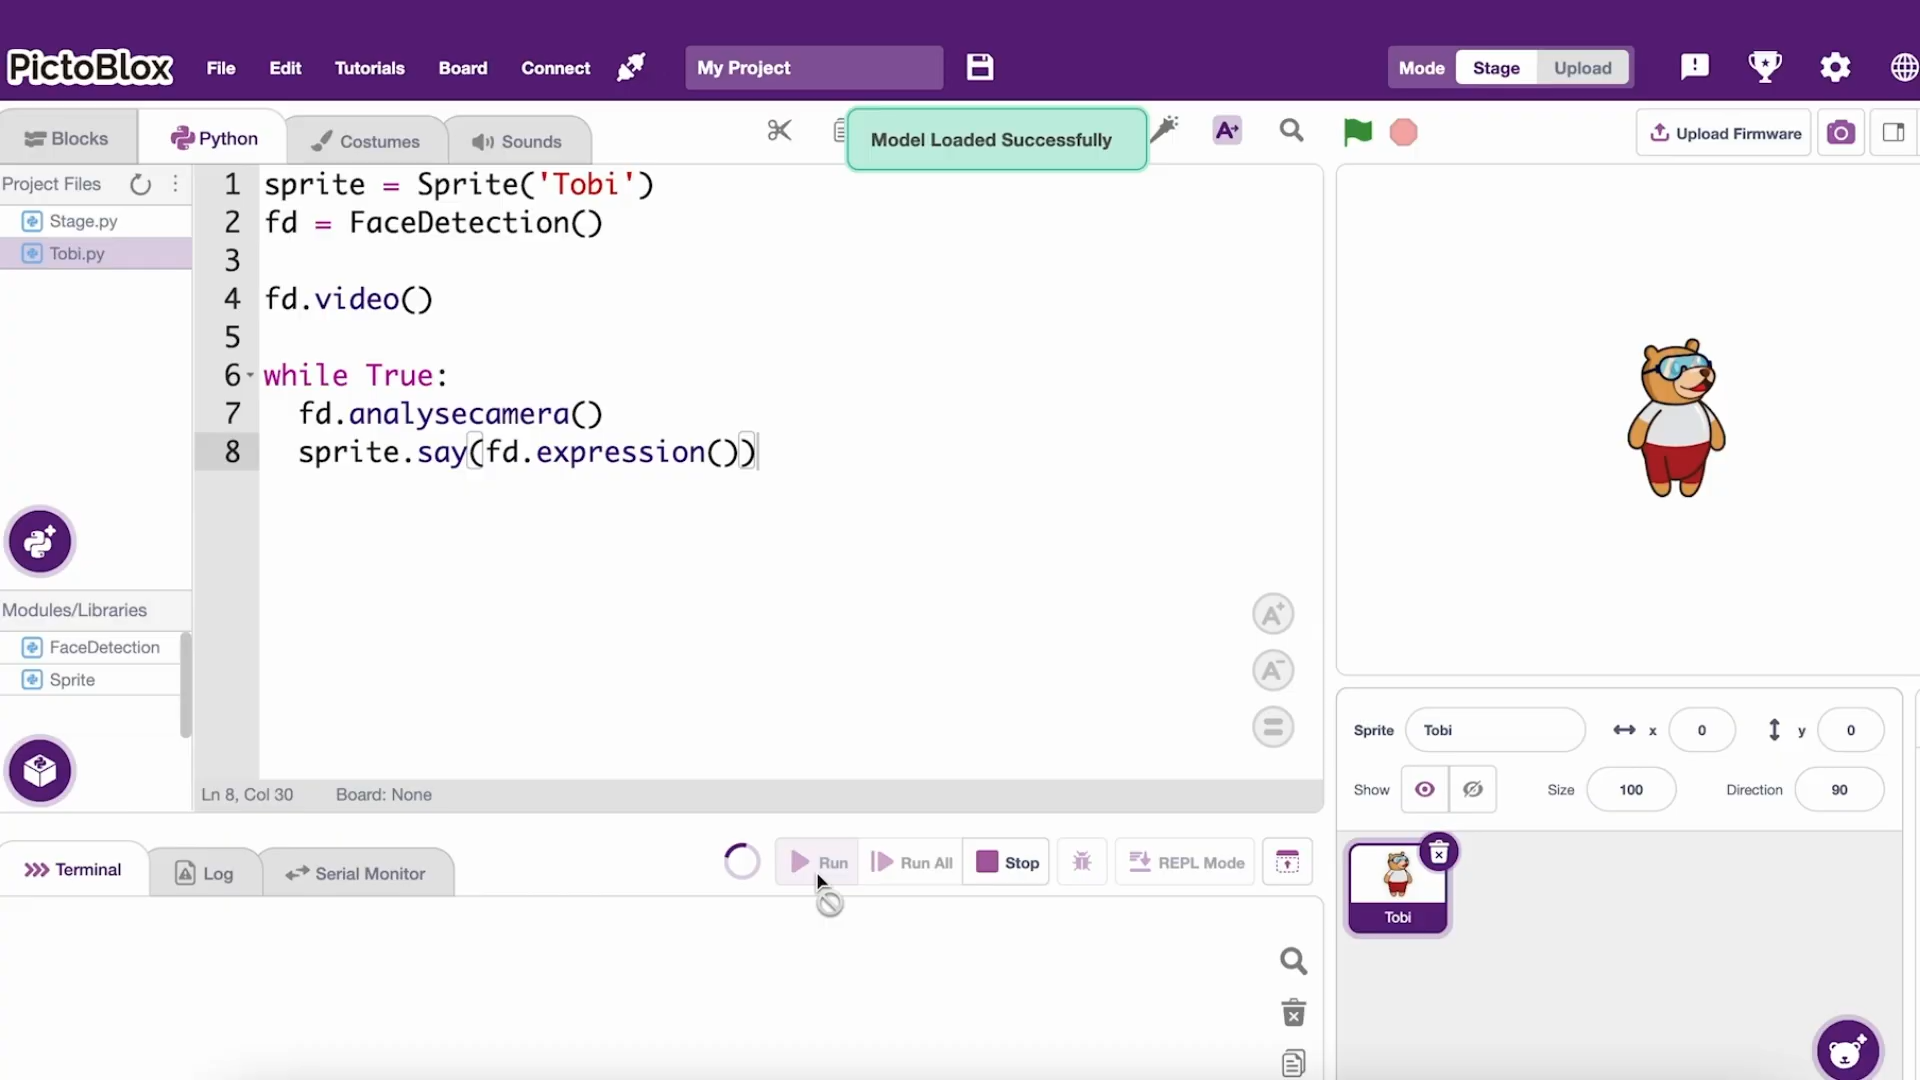 PictoBlox File Edit Tutorials Board Connect My Project Mode Stage Upload
Blocks Python Costumes Sounds Model Loaded Successfully Upload Firmware
Project Files
Stage.py
Tobi.py
1 sprite = Sprite('Tobi')
2 fd = FaceDetection()
3
4 fd.video()
5
6 while True:
7 fd.analysecamera()
8 sprite.say(fd.expression())
Modules/Libraries
FaceDetection
Sprite
Ln 8, Col 30 Board: None
Terminal Log Serial Monitor Run Run All Stop REPL Mode
Sprite Tobi x 0 y 0
Show Size 100 Direction 90
Tobi